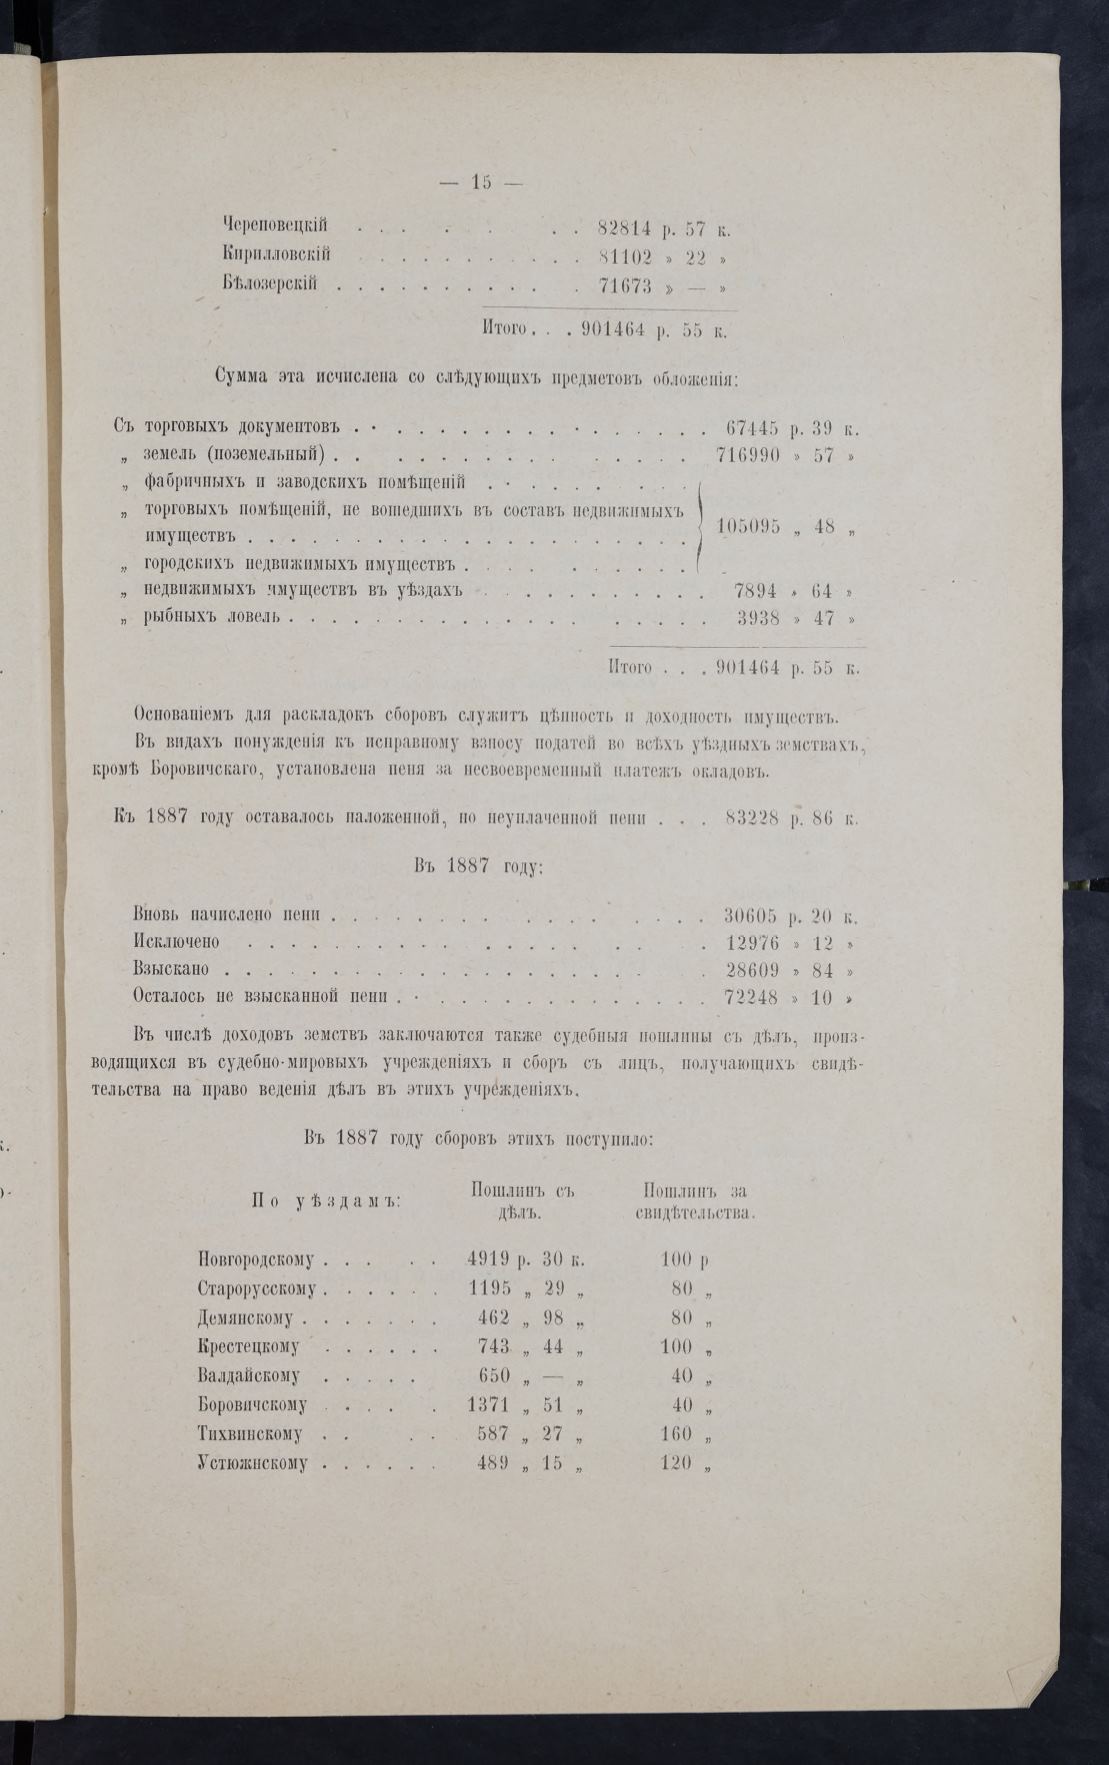 — 15 —
Череповецкій . . . . . . . 82814 р. 57 к.
Кирилловскій . . . . . . . . . . 81102 » 22 »
Бѣлозерскій . . . . . . . . . . 71673 » — »
Итого. . . 901464 р. 55 к.
Сумма эта исчислена со слѣдующихъ предметовъ обложенія:
Съ торговыхъ документовъ . . . . . . . . . . . . . . . . 67445 р. 39 к.
„ земель (поземельный) . . . . . . . . . . . . . . 716990 » 57 »
„ фабричныхъ и заводскихъ помѣщеній . . . . . . . . .
„ торговыхъ помѣщеній, не вошедшихъ въ составъ недвижимыхъ
имуществъ . . . . . . . . . . . . . . . . 105095 „ 48 „
„ городскихъ недвижимыхъ имуществъ . . . . . . . . .
„ недвижимыхъ имуществъ въ уѣздахъ . . . . . . . . . . 7894 » 64 »
„ рыбныхъ ловель . . . . . . . . . . . . . . . . . 3938 » 47 »
Итого . . . 901464 р. 55 к.
Основаніемъ для раскладокъ сборовъ служитъ цѣнность и доходность имуществъ.
Въ видахъ понужденія къ исправному взносу податей во всѣхъ уѣздныхъ земствахъ,
кромѣ Боровичскаго, установлена пеня за несвоевременный платежъ окладовъ.
Къ 1887 году оставалось наложенной, но неуплаченной пени . . . 83228 р. 86 к.
Въ 1887 году:
Вновь начислено пени . . . . . . . . . . . . . . . . 30605 р. 20 к.
Исключено . . . . . . . . . . . . . . . . 12976 » 12 »
Взыскано . . . . . . . . . . . . . . . . . . 28609 » 84 »
Осталось не взысканной пени . . . . . . . . . . . . . . 72248 » 10 »
Въ числѣ доходовъ земствъ заключаются также судебныя пошлины съ дѣлъ, произ-
водящихся въ судебно-мировыхъ учрежденіяхъ и сборъ съ лицъ, получающихъ свидѣ-
тельства на право веденія дѣлъ въ этихъ учрежденіяхъ.
Въ 1887 году сборовъ этихъ поступило:
По уѣздамъ: Пошлинъ съ дѣлъ. Пошлинъ за свидѣтельства.
Новгородскому . . . . . 4919 р. 30 к. 100 р
Старорусскому . . . . . . 1195 „ 29 „ 80 „
Демянскому . . . . . . . 462 „ 98 „ 80 „
Крестецкому . . . . . . 743 „ 44 „ 100 „
Валдайскому . . . . . 650 „ — „ 40 „
Боровичскому . . . . . 1371 „ 51 „ 40 „
Тихвинскому . . . . 587 „ 27 „ 160 „
Устюжнскому . . . . . . 489 „ 15 „ 120 „